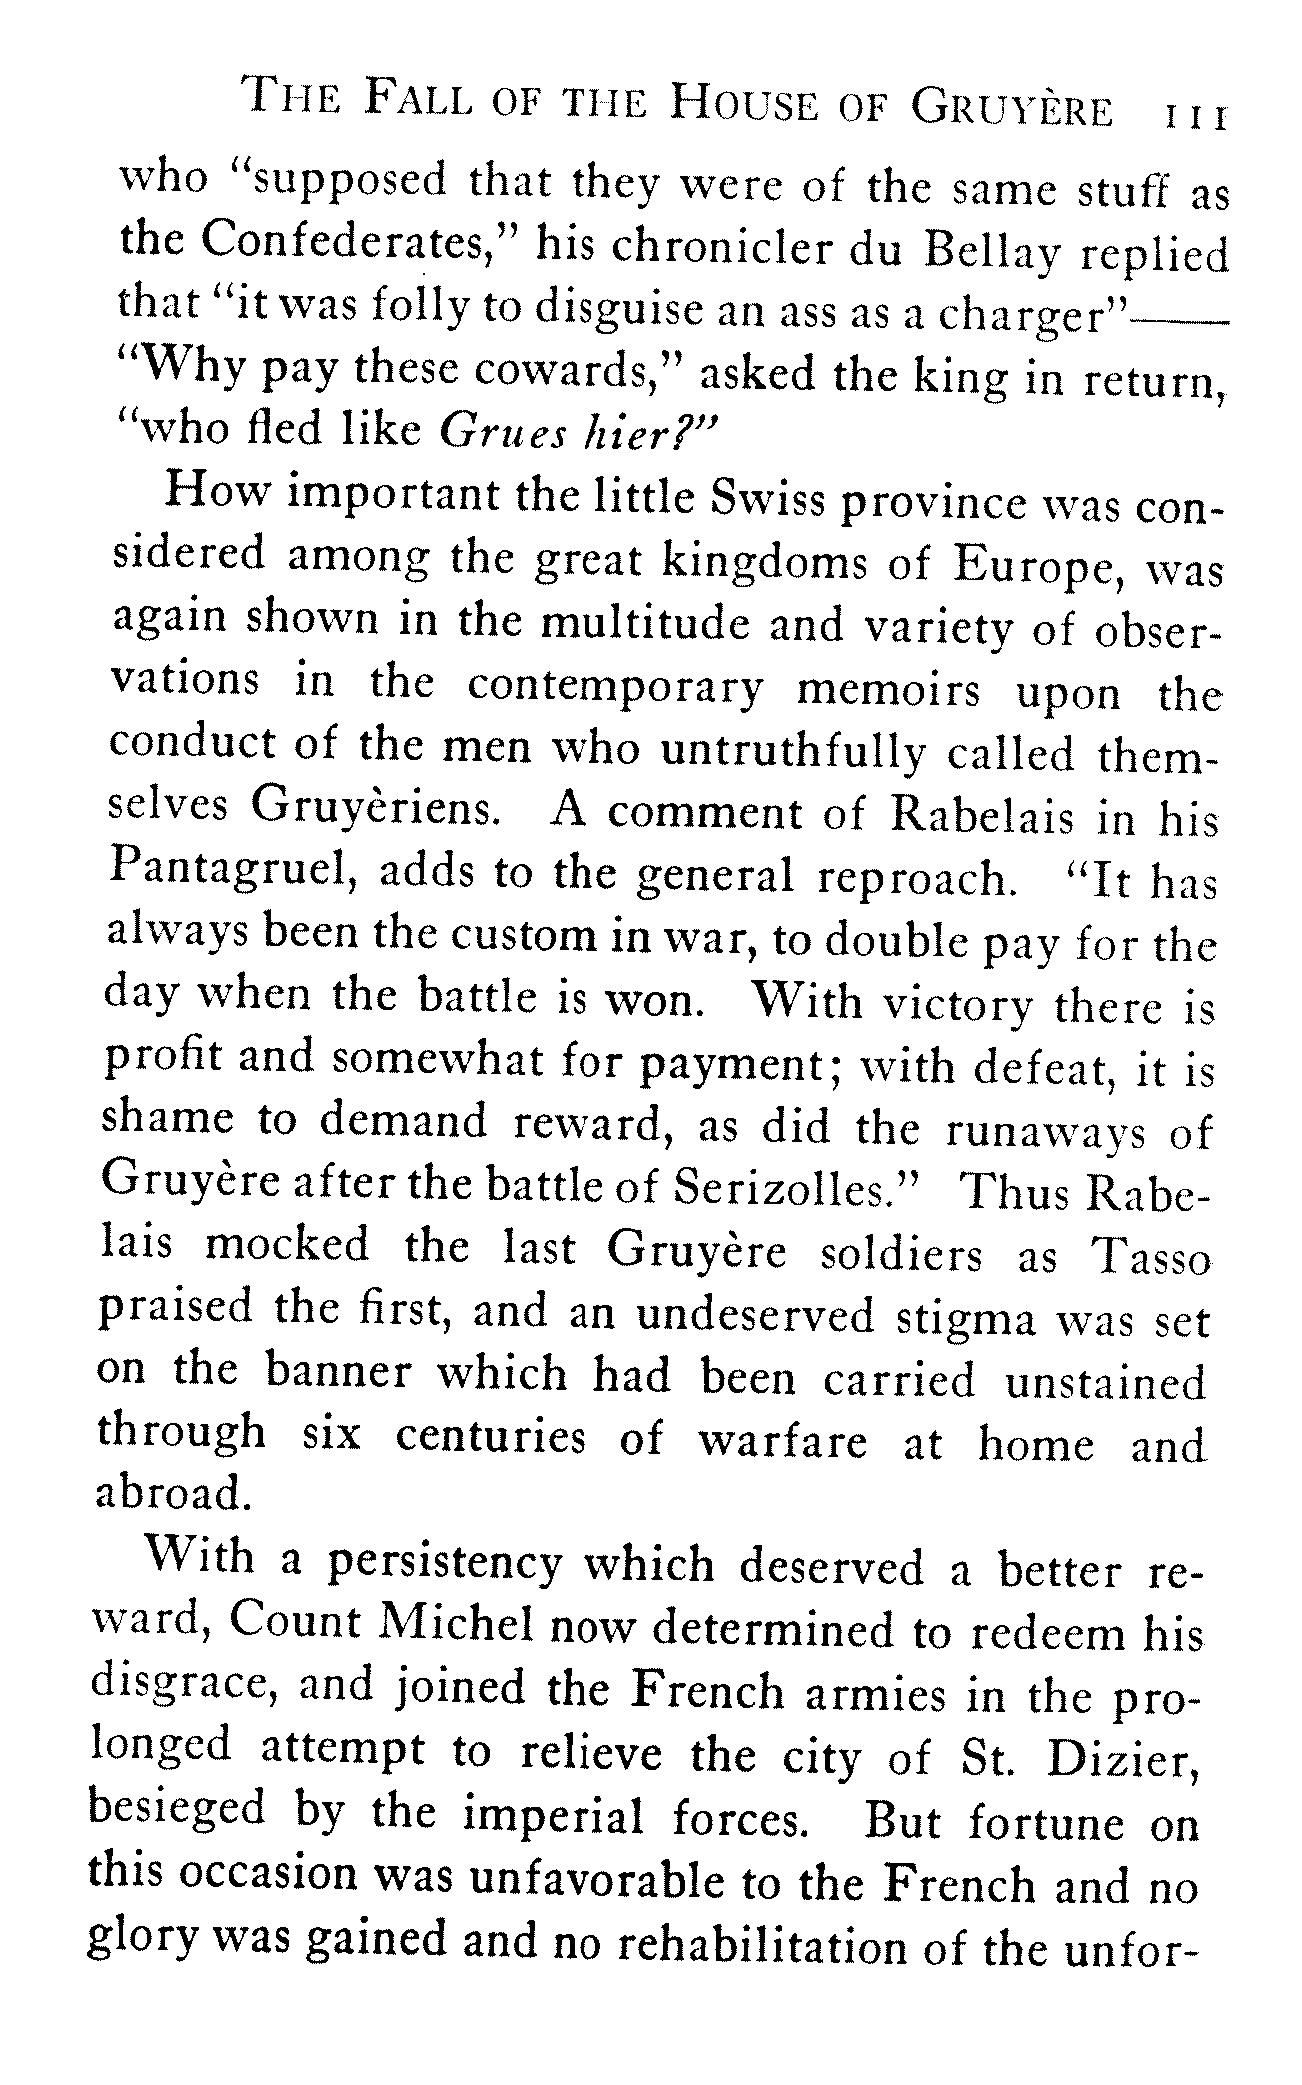 THE FALL OF THE HOUSE OF GRUYÈRE 111
who “supposed that they were of the same stuff as
the Confederates,” his chronicler du Bellay replied
that “it was folly to disguise an ass as a charger”——
“Why pay these cowards,” asked the king in return,
“who fled like Grues hier?”
How important the little Swiss province was con-
sidered among the great kingdoms of Europe, was
again shown in the multitude and variety of obser-
vations in the contemporary memoirs upon the
conduct of the men who untruthfully called them-
selves Gruyèriens. A comment of Rabelais in his
Pantagruel, adds to the general reproach. “It has
always been the custom in war, to double pay for the
day when the battle is won. With victory there is
profit and somewhat for payment; with defeat, it is
shame to demand reward, as did the runaways of
Gruyère after the battle of Serizolles.” Thus Rabe-
lais mocked the last Gruyère soldiers as Tasso
praised the first, and an undeserved stigma was set
on the banner which had been carried unstained
through six centuries of warfare at home and
abroad.
With a persistency which deserved a better re-
ward, Count Michel now determined to redeem his
disgrace, and joined the French armies in the pro-
longed attempt to relieve the city of St. Dizier,
besieged by the imperial forces. But fortune on
this occasion was unfavorable to the French and no
glory was gained and no rehabilitation of the unfor-